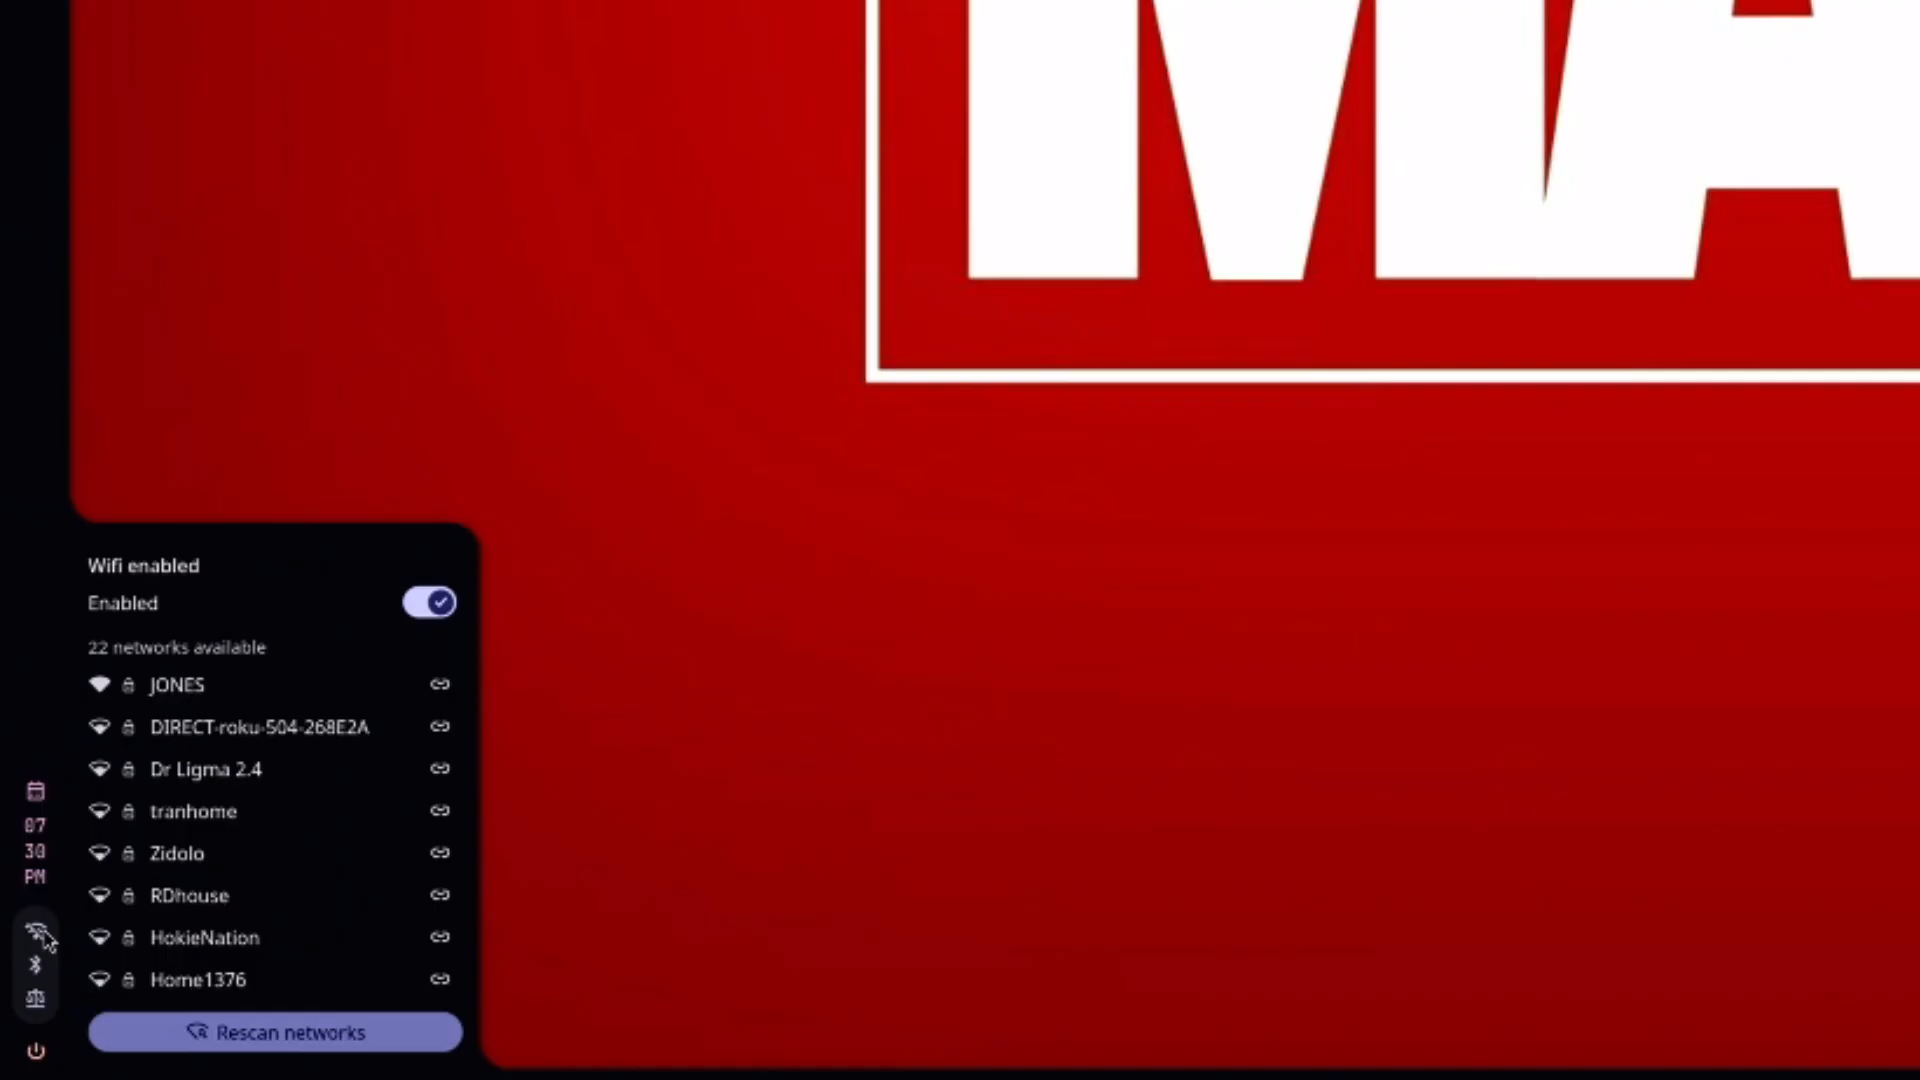 MA
Wifi enabled
Enabled
22 networks available
JONES
DIRECT-roku-504-268E2A
Dr Ligma 2.4
tranhome
Zidolo
RDhouse
HokieNation
Home1376
Rescan networks
07
30
PM